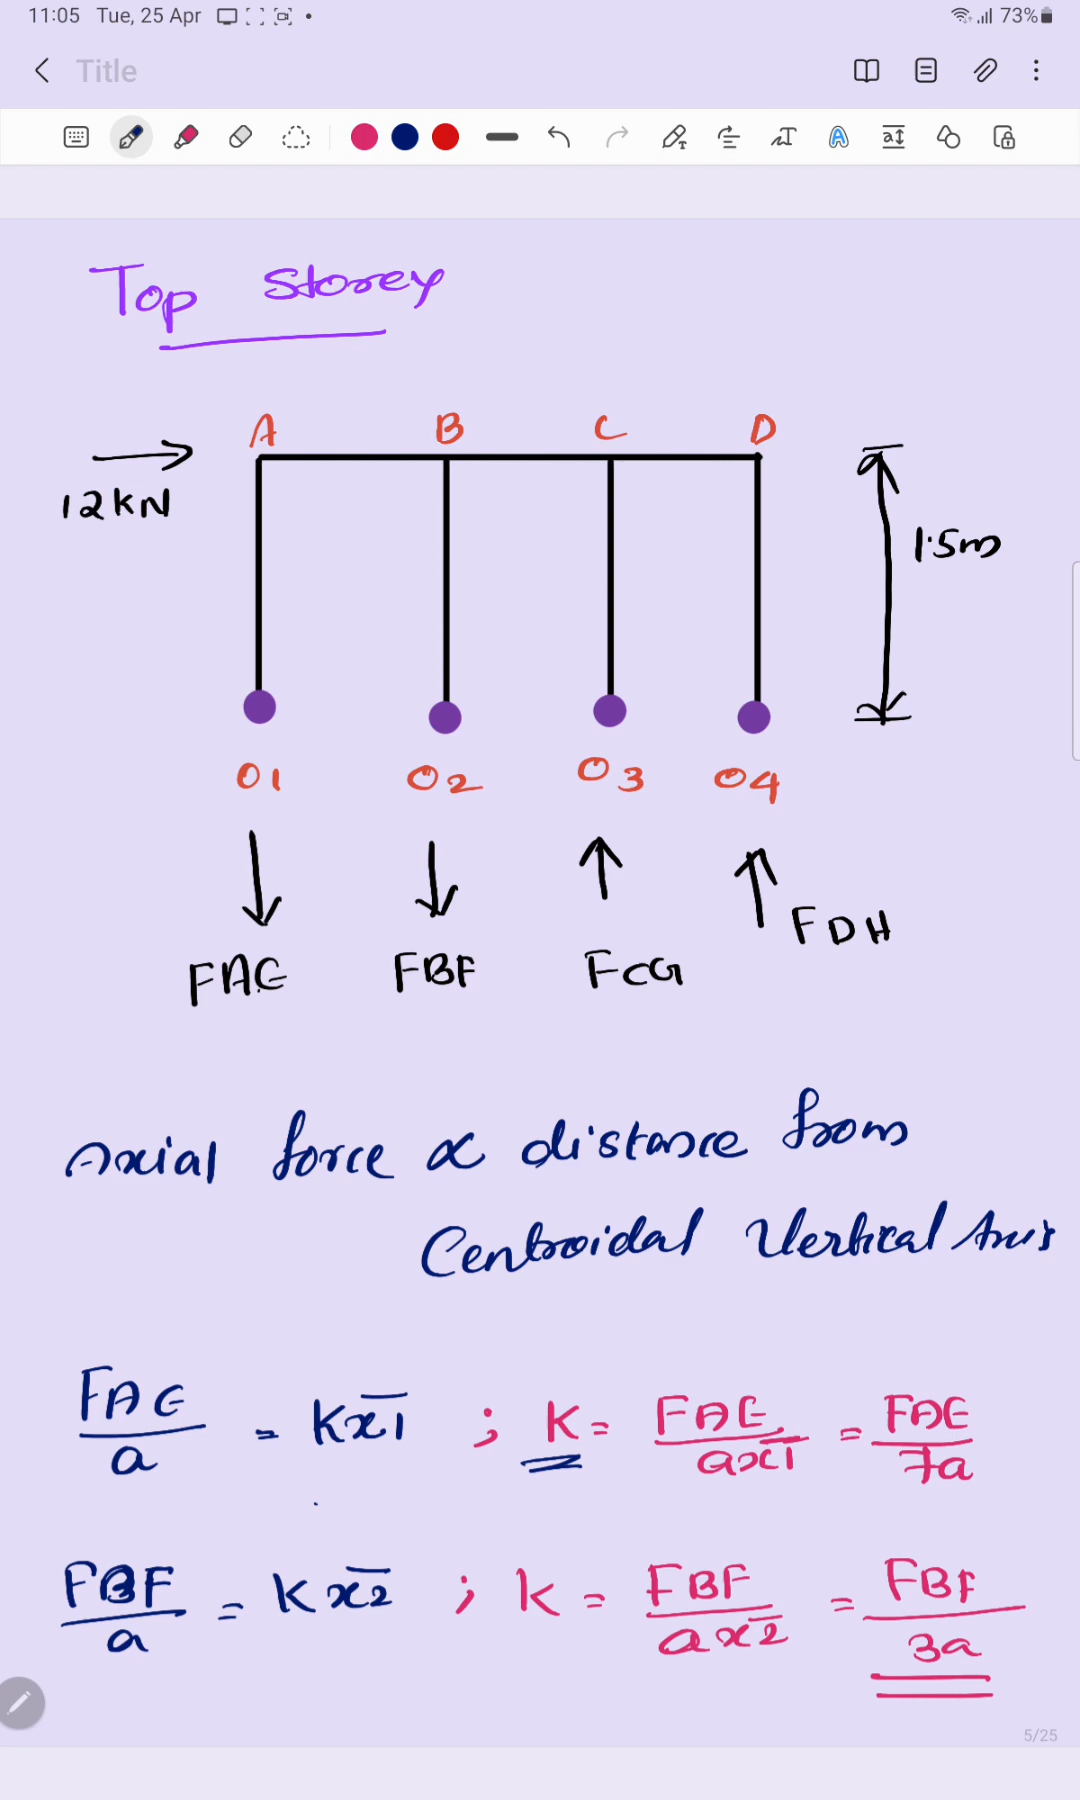 11:05 Tue, 25 Apr 73%
Title
Top Storey
A B C D
12kN
1.5m
O1 O2 O3 O4
FAE FBF FCG FDH
Axial force ∝ distance from
Centroidal Vertical Axis
FAE/a = Kx̄1 ; K = FAE/ax̄1 = FAE/7a
FBF/a = Kx̄2 ; K = FBF/ax̄2 = FBF/3a
5/25